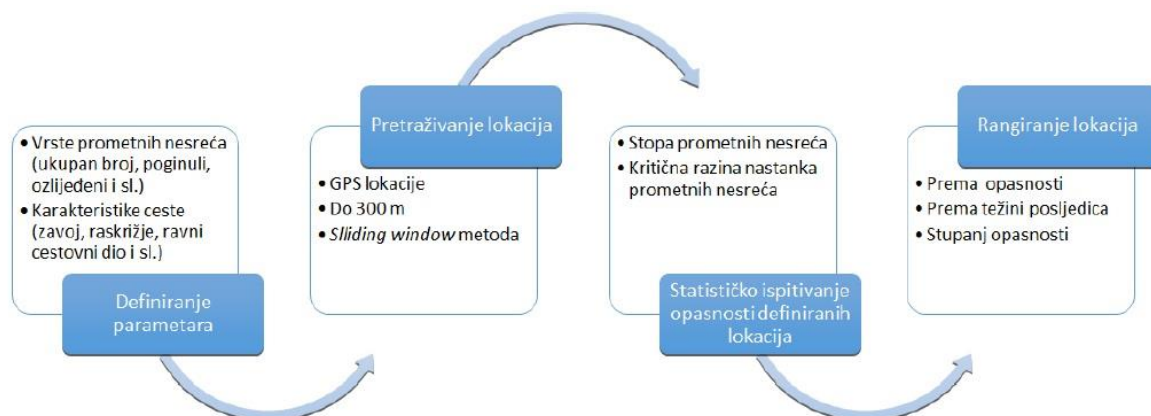 • Vrste prometnih nesreća
(ukupan broj, poginuli,
ozlijeđeni i sl.)
• Karakteristike ceste
(zavoj, raskrižje, ravni
cestovni dio i sl.)
Definiranje
parametara
Pretraživanje lokacija
• GPS lokacije
• Do 300 m
• Slliding window metoda
• Stopa prometnih nesreća
• Kritična razina nastanka
prometnih nesreća
Statističko ispitivanje
opasnosti definiranih
lokacija
Rangiranje lokacija
• Prema opasnosti
• Prema težini posljedica
• Stupanj opasnosti